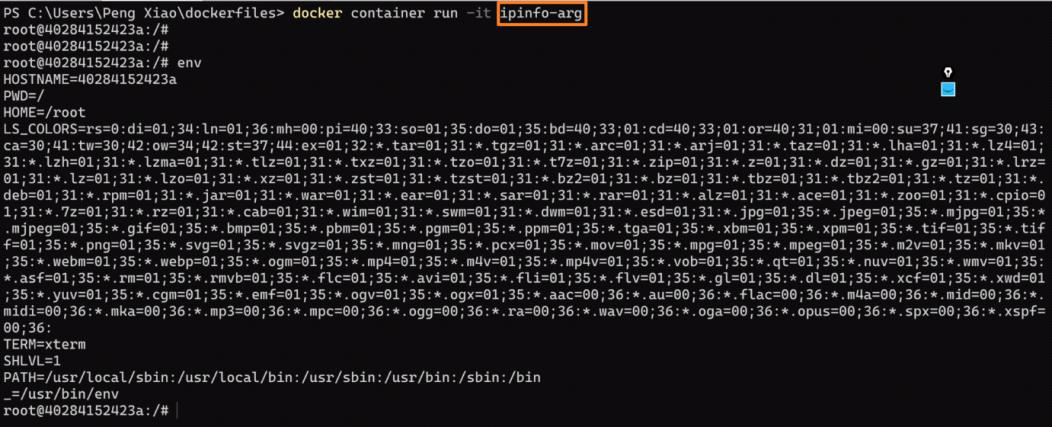 PS C:\Users\Peng Xiao\dockerfiles> docker container run -it ipinfo-arg
root@40284152423a:/#
root@40284152423a:/#
root@40284152423a:/# env
HOSTNAME=40284152423a
PWD=/
HOME=/root
LS_COLORS=rs=0:di=01;34:ln=01;36:mh=00:pi=40;33:so=01;35:do=01;35:bd=40;33;01:cd=40;33;01:or=40;31;01:mi=00:su=37;41:sg=30;43:
ca=30;41:tw=30;42:ow=34;42:st=37;44:ex=01;32:*.tar=01;31:*.tgz=01;31:*.arc=01;31:*.arj=01;31:*.taz=01;31:*.lha=01;31:*.lz4=01;
31:*.lzh=01;31:*.lzma=01;31:*.tlz=01;31:*.txz=01;31:*.tzo=01;31:*.t7z=01;31:*.zip=01;31:*.z=01;31:*.dz=01;31:*.gz=01;31:*.lrz=
01;31:*.lz=01;31:*.lzo=01;31:*.xz=01;31:*.zst=01;31:*.tzst=01;31:*.bz2=01;31:*.bz=01;31:*.tbz=01;31:*.tbz2=01;31:*.tz=01;31:*.
deb=01;31:*.rpm=01;31:*.jar=01;31:*.war=01;31:*.ear=01;31:*.sar=01;31:*.rar=01;31:*.alz=01;31:*.ace=01;31:*.zoo=01;31:*.cpio=0
1;31:*.7z=01;31:*.rz=01;31:*.cab=01;31:*.wim=01;31:*.swm=01;31:*.dwm=01;31:*.esd=01;31:*.jpg=01;35:*.jpeg=01;35:*.mjpg=01;35:*
.mjpeg=01;35:*.gif=01;35:*.bmp=01;35:*.pbm=01;35:*.pgm=01;35:*.ppm=01;35:*.tga=01;35:*.xbm=01;35:*.xpm=01;35:*.tif=01;35:*.tif
f=01;35:*.png=01;35:*.svg=01;35:*.svgz=01;35:*.mng=01;35:*.pcx=01;35:*.mov=01;35:*.mpg=01;35:*.mpeg=01;35:*.m2v=01;35:*.mkv=01
;35:*.webm=01;35:*.webp=01;35:*.ogm=01;35:*.mp4=01;35:*.m4v=01;35:*.mp4v=01;35:*.vob=01;35:*.qt=01;35:*.nuv=01;35:*.wmv=01;35:
*.asf=01;35:*.rm=01;35:*.rmvb=01;35:*.flc=01;35:*.avi=01;35:*.fli=01;35:*.flv=01;35:*.gl=01;35:*.dl=01;35:*.xcf=01;35:*.xwd=01
;35:*.yuv=01;35:*.cgm=01;35:*.emf=01;35:*.ogv=01;35:*.ogx=01;35:*.aac=00;36:*.au=00;36:*.flac=00;36:*.m4a=00;36:*.mid=00;36:*.
midi=00;36:*.mka=00;36:*.mp3=00;36:*.mpc=00;36:*.ogg=00;36:*.ra=00;36:*.wav=00;36:*.oga=00;36:*.opus=00;36:*.spx=00;36:*.xspf=
00;36:
TERM=xterm
SHLVL=1
PATH=/usr/local/sbin:/usr/local/bin:/usr/sbin:/usr/bin:/sbin:/bin
_=/usr/bin/env
root@40284152423a:/#